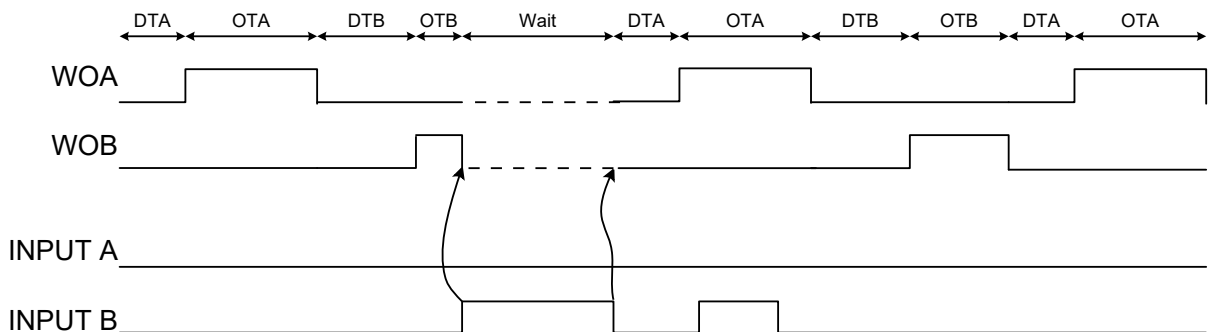 DTA OTA DTB OTB Wait DTA OTA DTB OTB DTA OTA
WOA
WOB
INPUT A
INPUT B